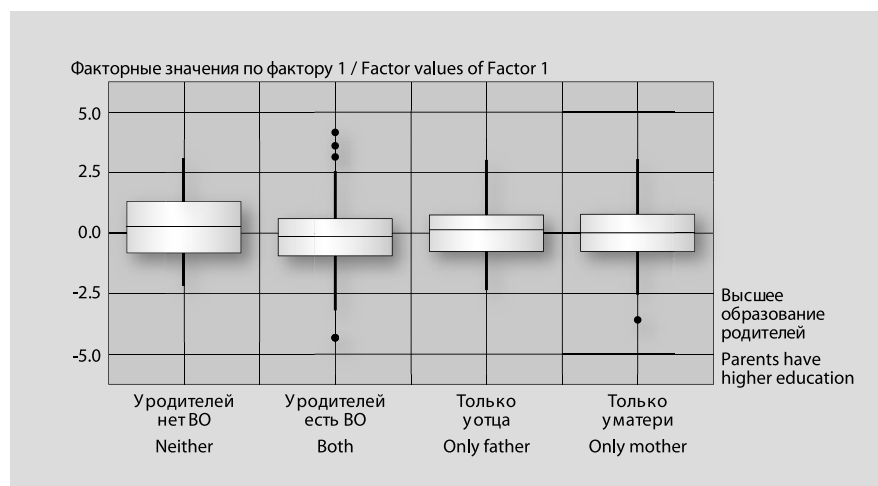 Факторные значения по фактору 1 / Factor values of Factor 1
5.0
2.5
0.0
-2.5
-5.0
Высшее
образование
родителей
Parents have
higher education
У родителей
нет ВО
Neither
У родителей
есть ВО
Both
Только
у отца
Only father
Только
у матери
Only mother